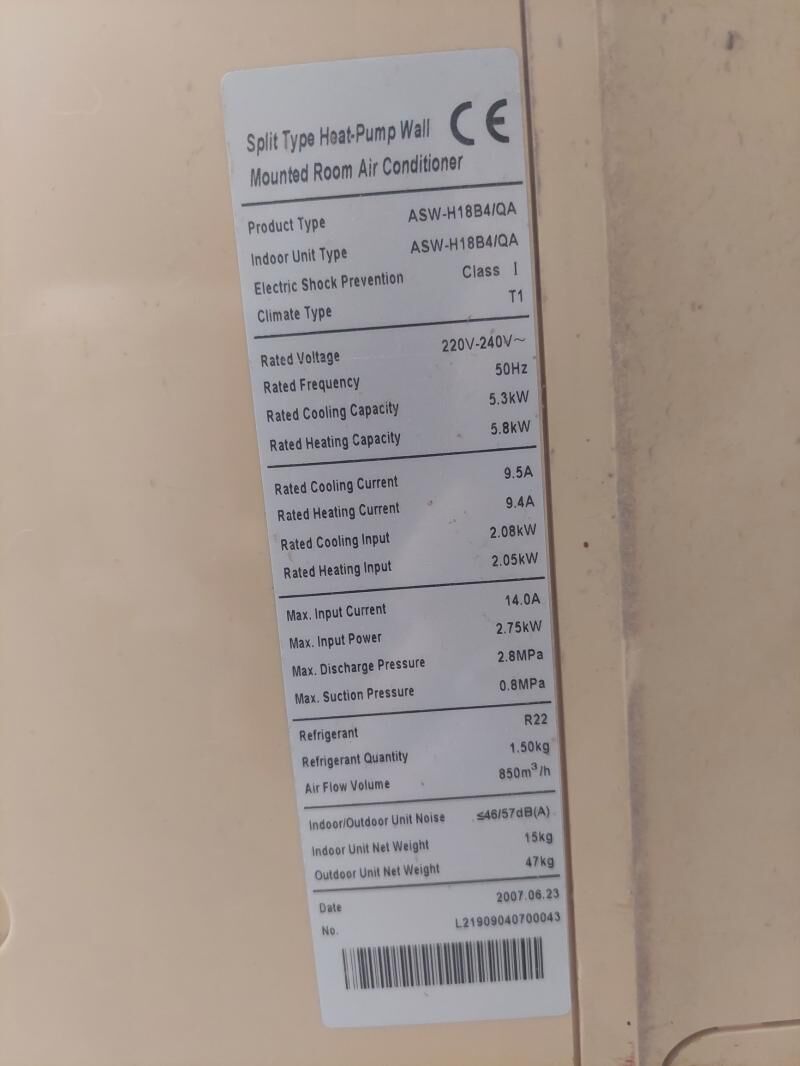 Split Type Heat-Pump Wall CE
Mounted Room Air Conditioner
Product Type ASW-H18B4/QA
Indoor Unit Type ASW-H18B4/QA
Electric Shock Prevention Class I
Climate Type T1
Rated Voltage 220V-240V~
Rated Frequency 50Hz
Rated Cooling Capacity 5.3kW
Rated Heating Capacity 5.8kW
Rated Cooling Current 9.5A
Rated Heating Current 9.4A
Rated Cooling Input 2.08kW
Rated Heating Input 2.05kW
Max. Input Current 14.0A
Max. Input Power 2.75kW
Max. Discharge Pressure 2.8MPa
Max. Suction Pressure 0.8MPa
Refrigerant R22
Refrigerant Quantity 1.50kg
Air Flow Volume 850m³/h
Indoor/Outdoor Unit Noise ≤46/57dB(A)
Indoor Unit Net Weight 15kg
Outdoor Unit Net Weight 47kg
Date 2007.06.23
No. L21909040700043